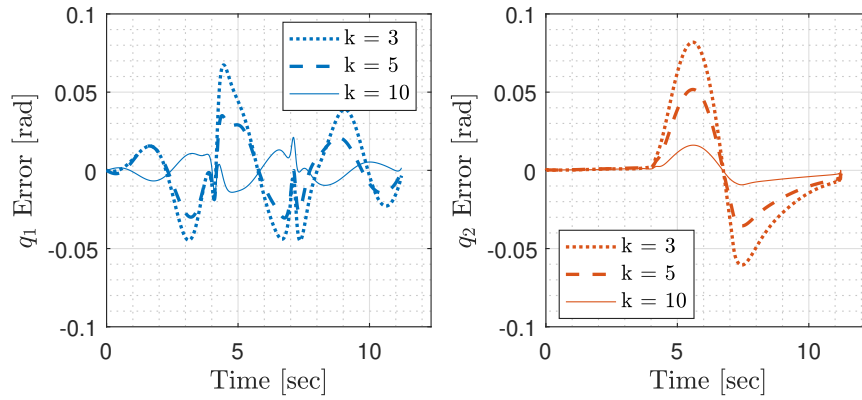 0.1
0.05
0
-0.05
-0.1
q₁ Error [rad]
k = 3
k = 5
k = 10
0
5
10
Time [sec]
0.1
0.05
0
-0.05
-0.1
q₂ Error [rad]
k = 3
k = 5
k = 10
0
5
10
Time [sec]